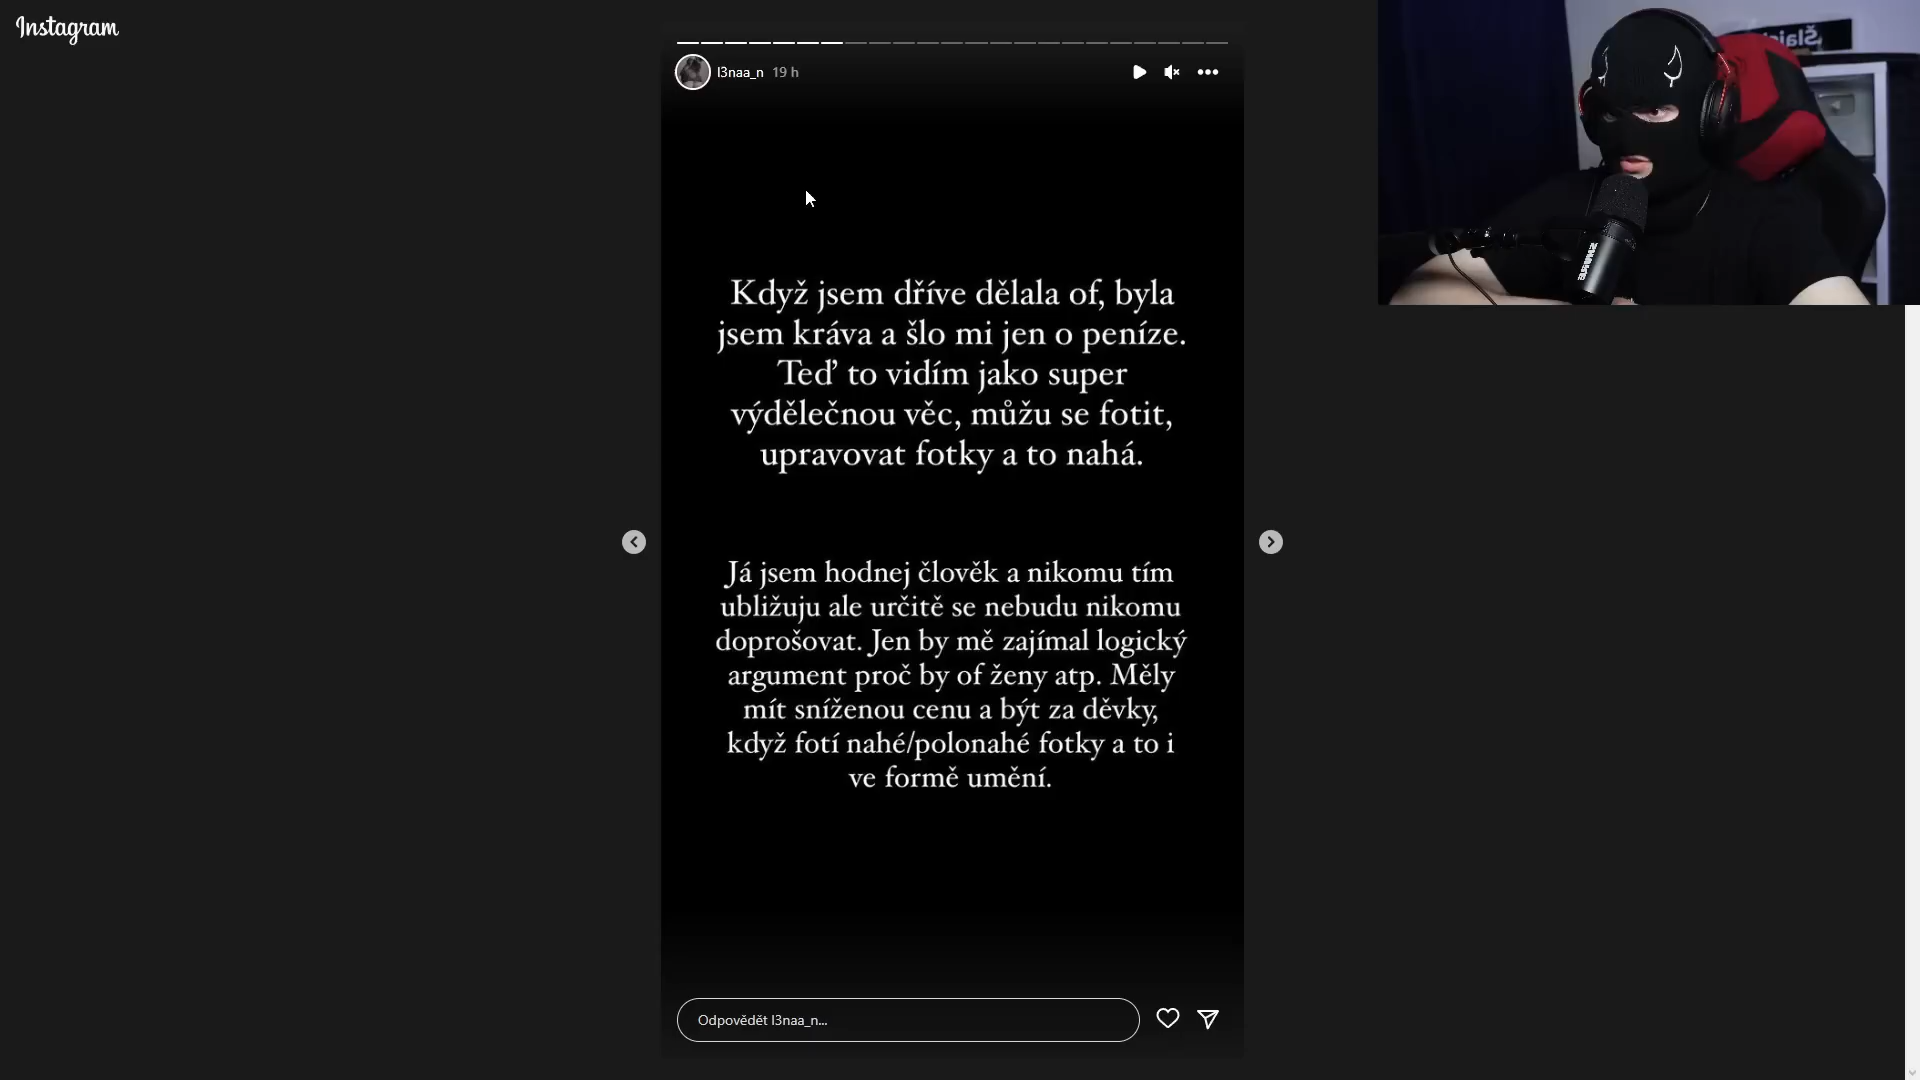 Instagram
l3naa_n 19 h
Když jsem dříve dělala of, byla
jsem kráva a šlo mi jen o peníze.
Teď to vidím jako super
výdělečnou věc, můžu se fotit,
upravovat fotky a to nahá.
Já jsem hodnej člověk a nikomu tím
ubližuju ale určitě se nebudu nikomu
doprošovat. Jen by mě zajímal logický
argument proč by of ženy atp. Měly
mít sníženou cenu a být za děvky,
když fotí nahé/polonahé fotky a to i
ve formě umění.
Odpovědět l3naa_n...